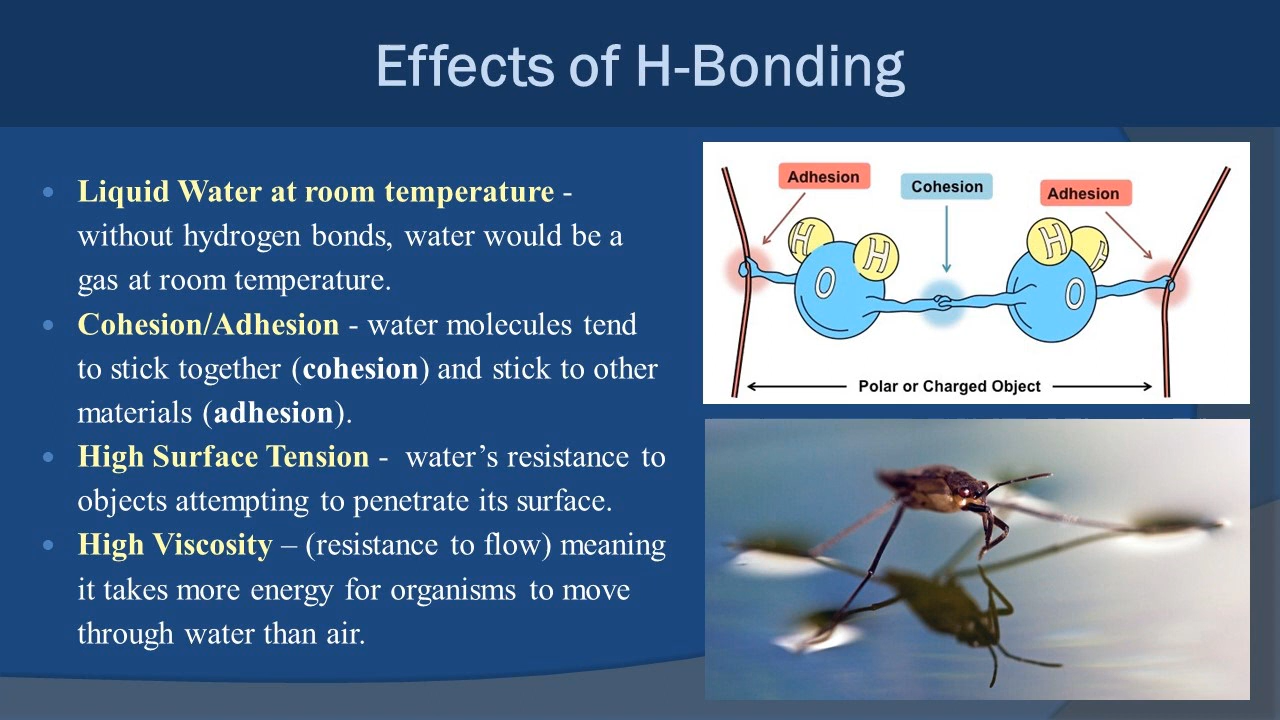 Effects of H-Bonding
Liquid Water at room temperature -
without hydrogen bonds, water would be a
gas at room temperature.
Cohesion/Adhesion - water molecules tend
to stick together (cohesion) and stick to other
materials (adhesion).
High Surface Tension -  water’s resistance to
objects attempting to penetrate its surface.
High Viscosity – (resistance to flow) meaning
it takes more energy for organisms to move
through water than air.
Adhesion
Cohesion
Adhesion
H
H
O
H
H
O
Polar or Charged Object